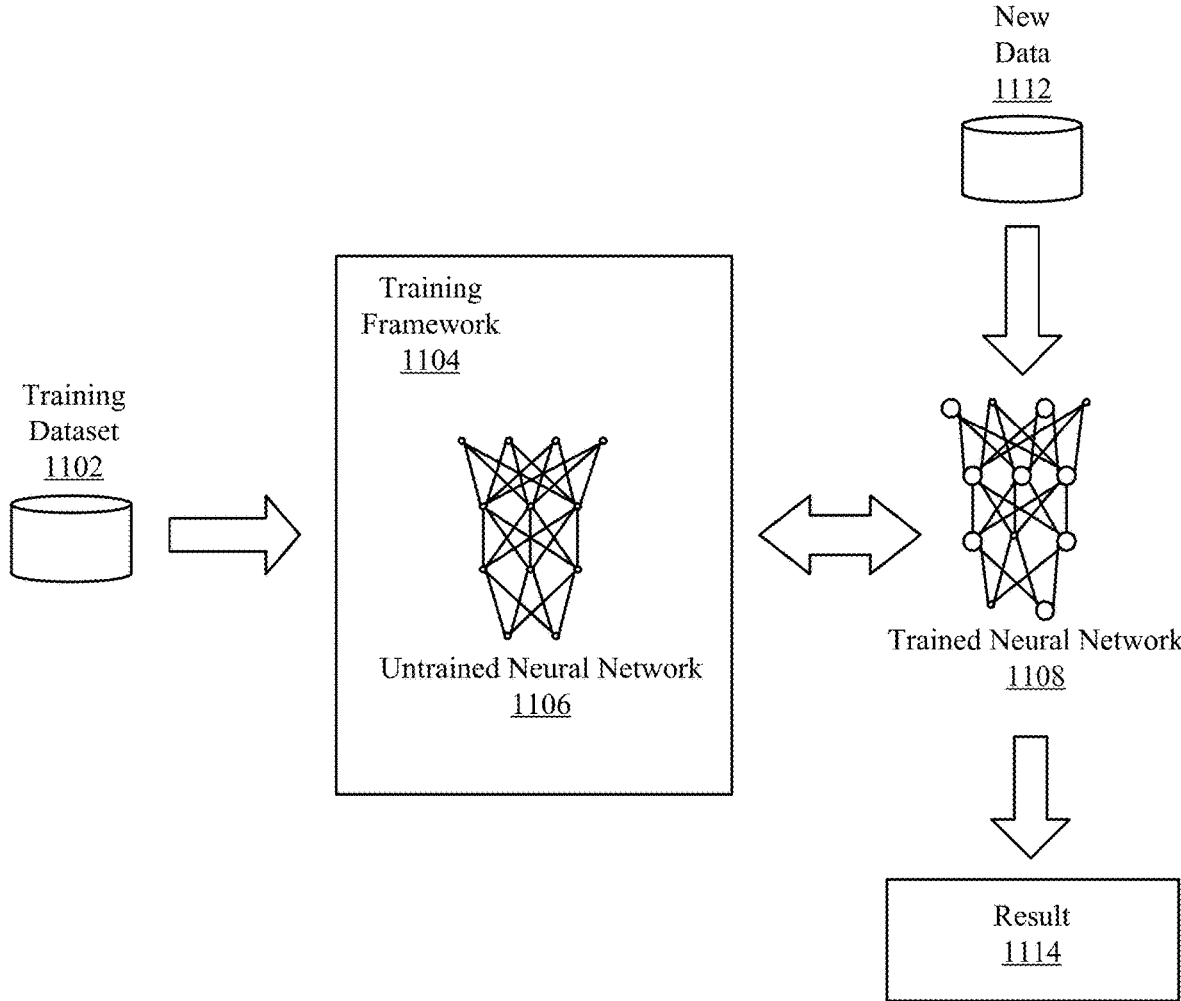 Training
Dataset
1102
Training
Framework
1104
Untrained Neural Network
1106
New
Data
1112
Trained Neural Network
1108
Result
1114